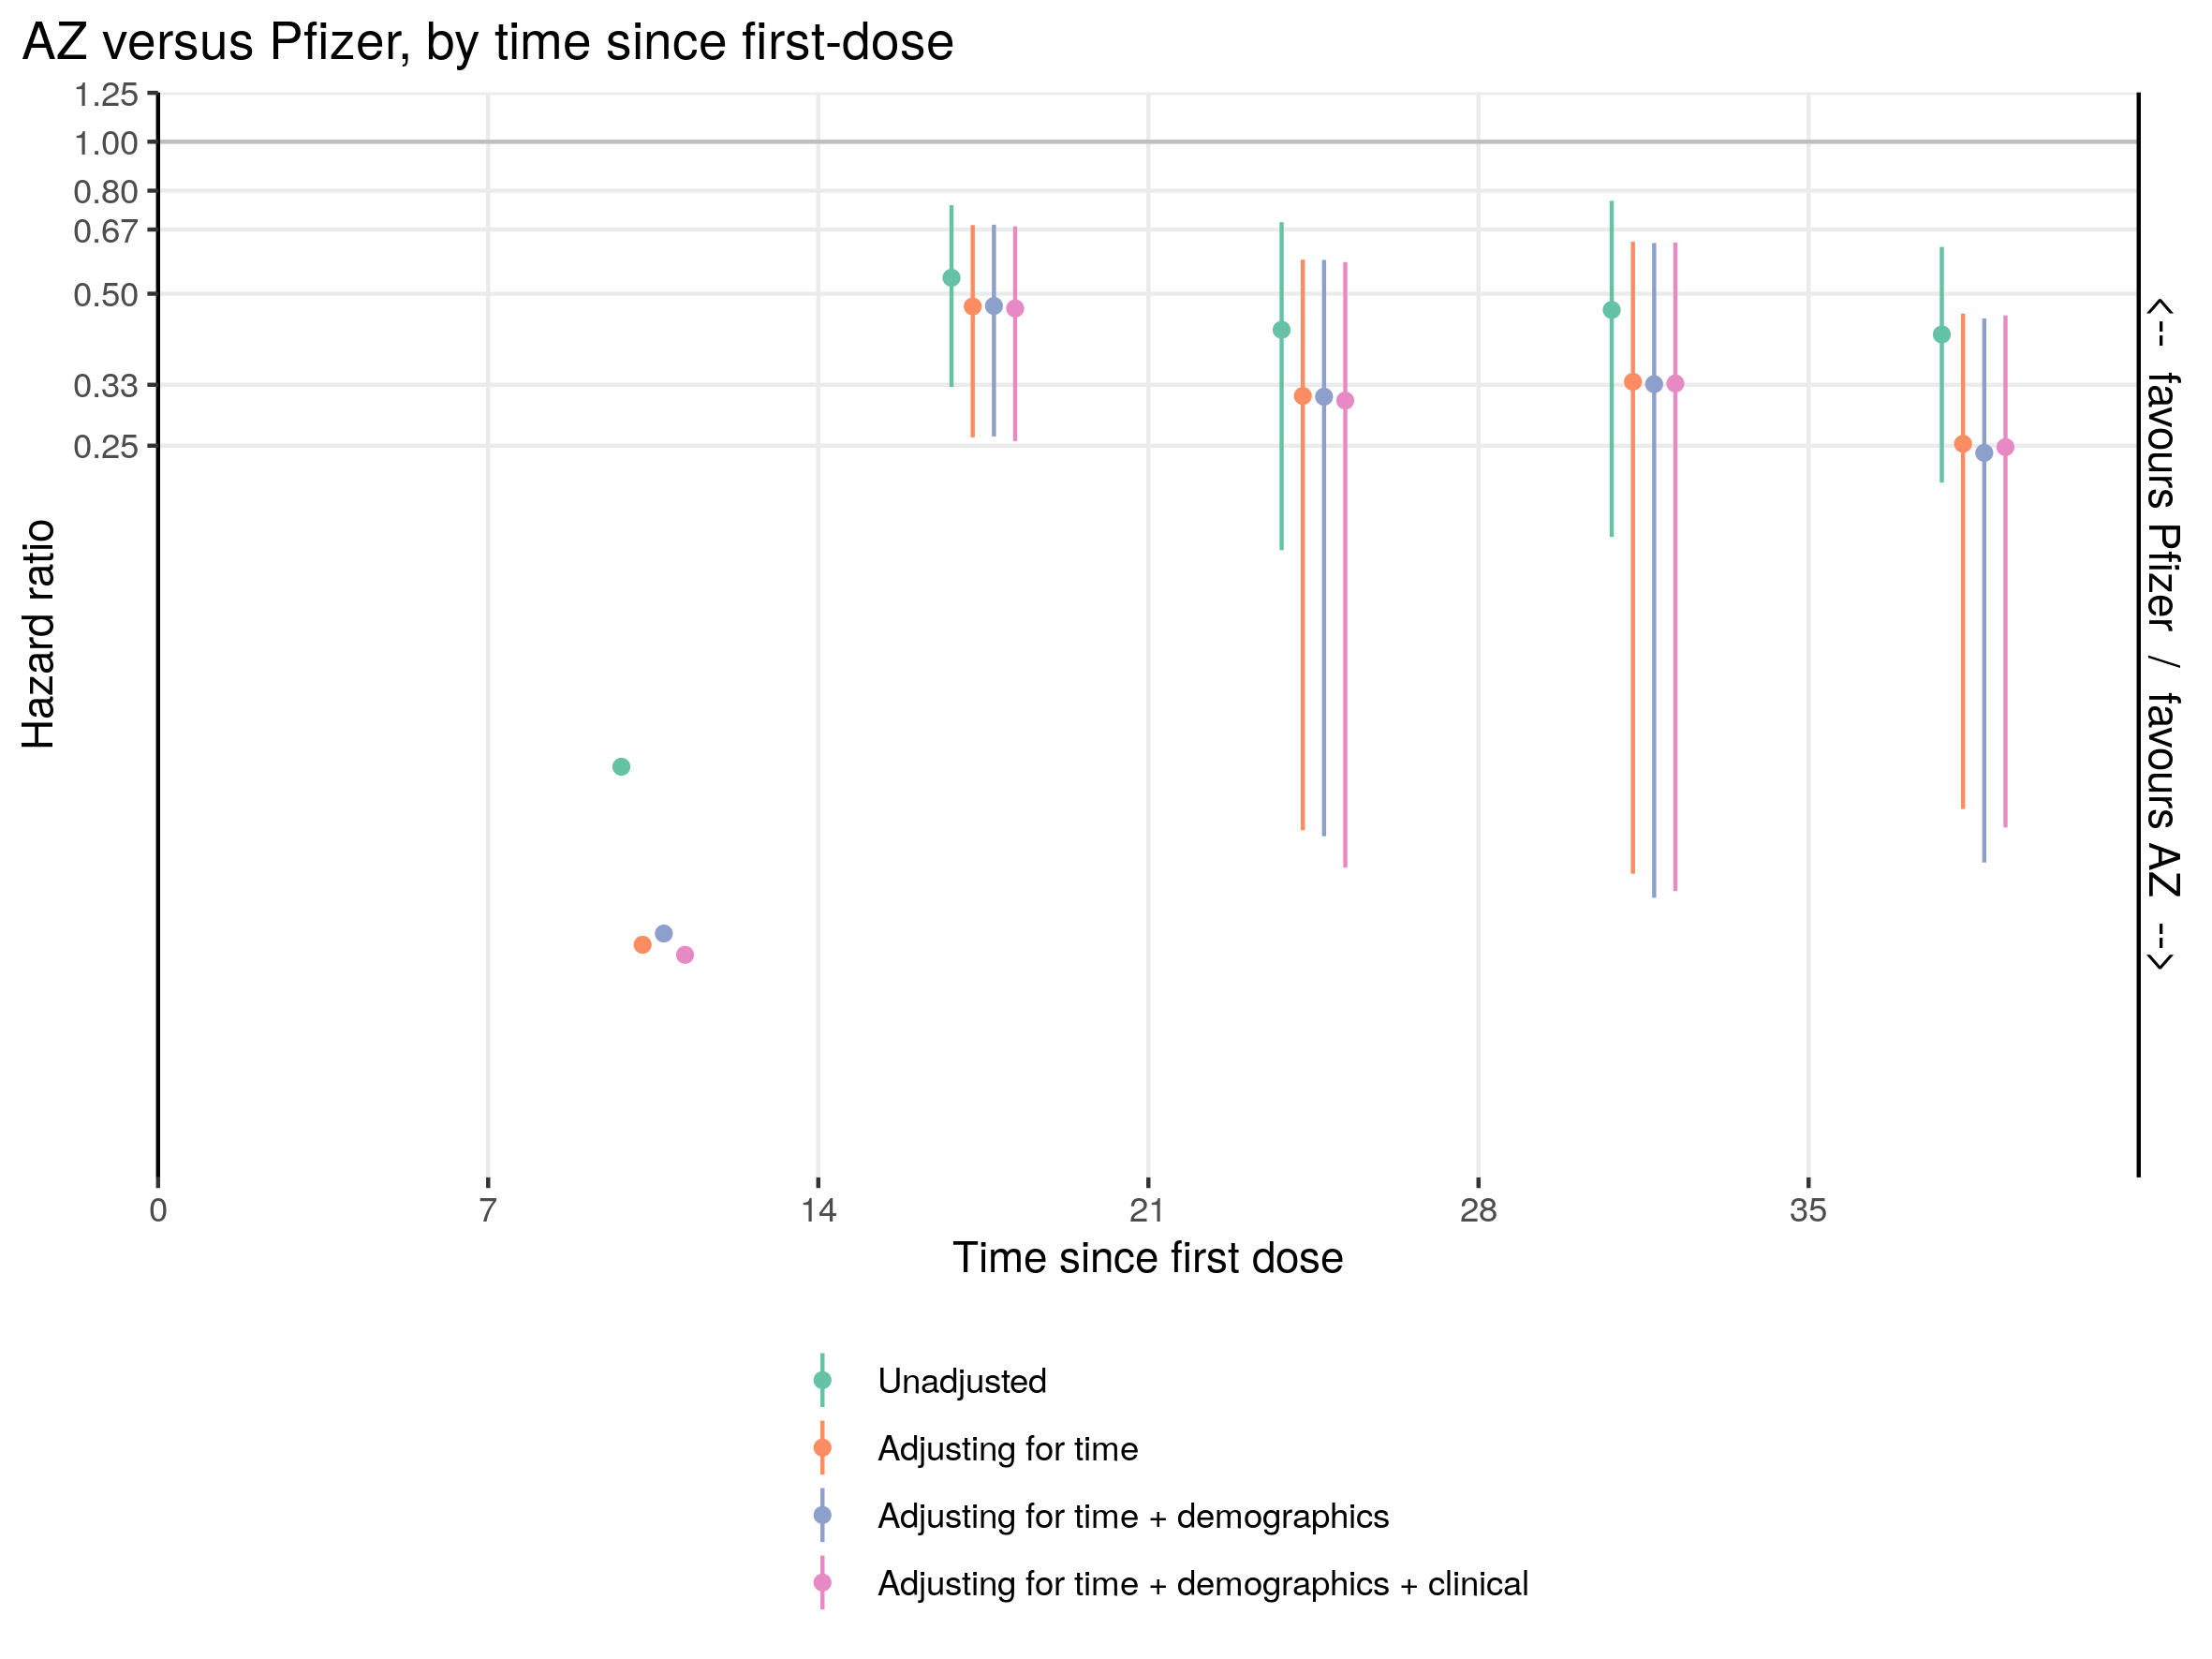 AZ versus Pfizer, by time since first-dose
1.25
1.00
0.80
0.67
0.50
0.33
0.25
Hazard ratio
<-- favours Pfizer / favours AZ -->
0 7 14 21 28 35
Time since first dose
Unadjusted
Adjusting for time
Adjusting for time + demographics
Adjusting for time + demographics + clinical